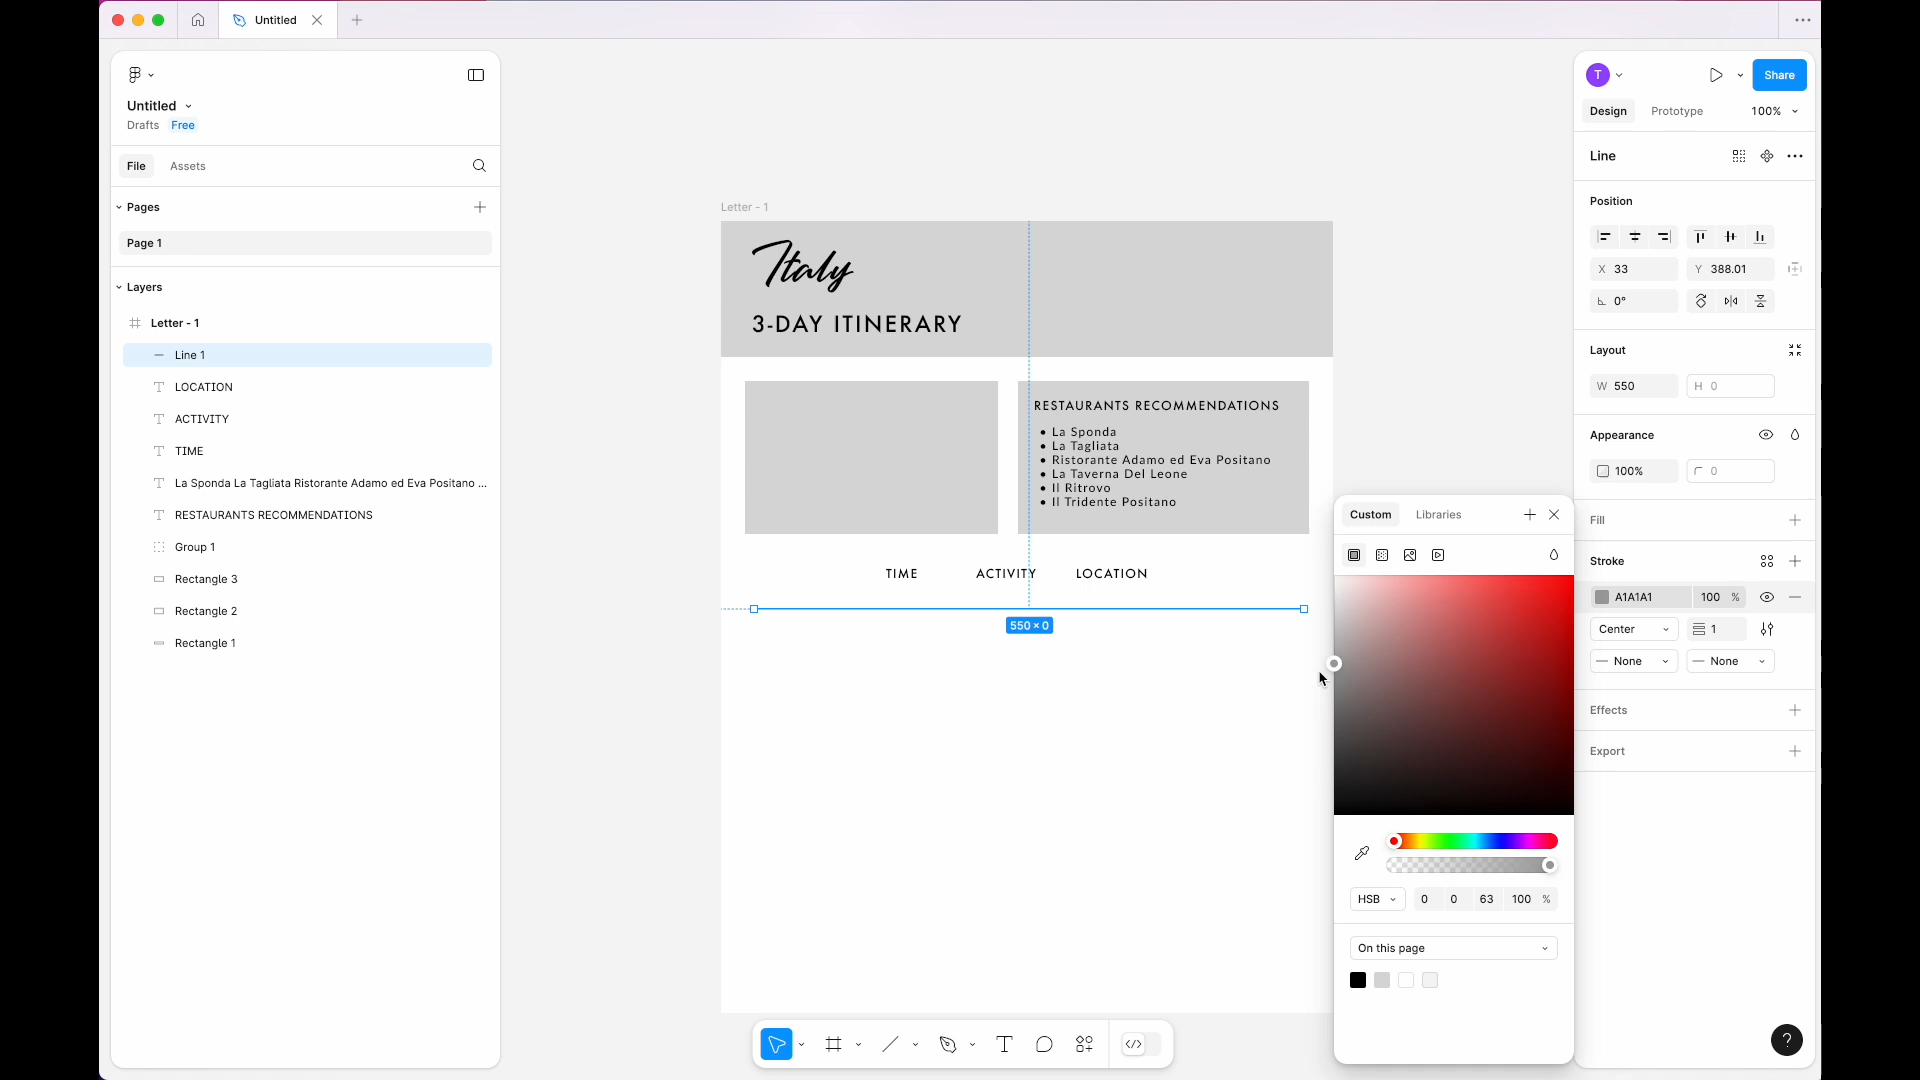 Untitled
Untitled
Drafts Free
File Assets
Pages
Page 1
Layers
Letter - 1
Line 1
LOCATION
ACTIVITY
TIME
La Sponda La Tagliata Ristorante Adamo ed Eva Positano ...
RESTAURANTS RECOMMENDATIONS
Group 1
Rectangle 3
Rectangle 2
Rectangle 1
Letter - 1
Italy
3-DAY ITINERARY
RESTAURANTS RECOMMENDATIONS
• La Sponda
• La Tagliata
• Ristorante Adamo ed Eva Positano
• La Taverna Del Leone
• Il Ritrovo
• Il Tridente Positano
TIME ACTIVITY LOCATION
550 × 0
Custom Libraries
HSB 0 0 63 100 %
On this page
T Share
Design Prototype 100%
Line
Position
X 33 Y 388.01
0°
Layout
W 550 H 0
Appearance
100% 0
Fill
Stroke
A1A1A1 100 %
Center 1
None None
Effects
Export
?